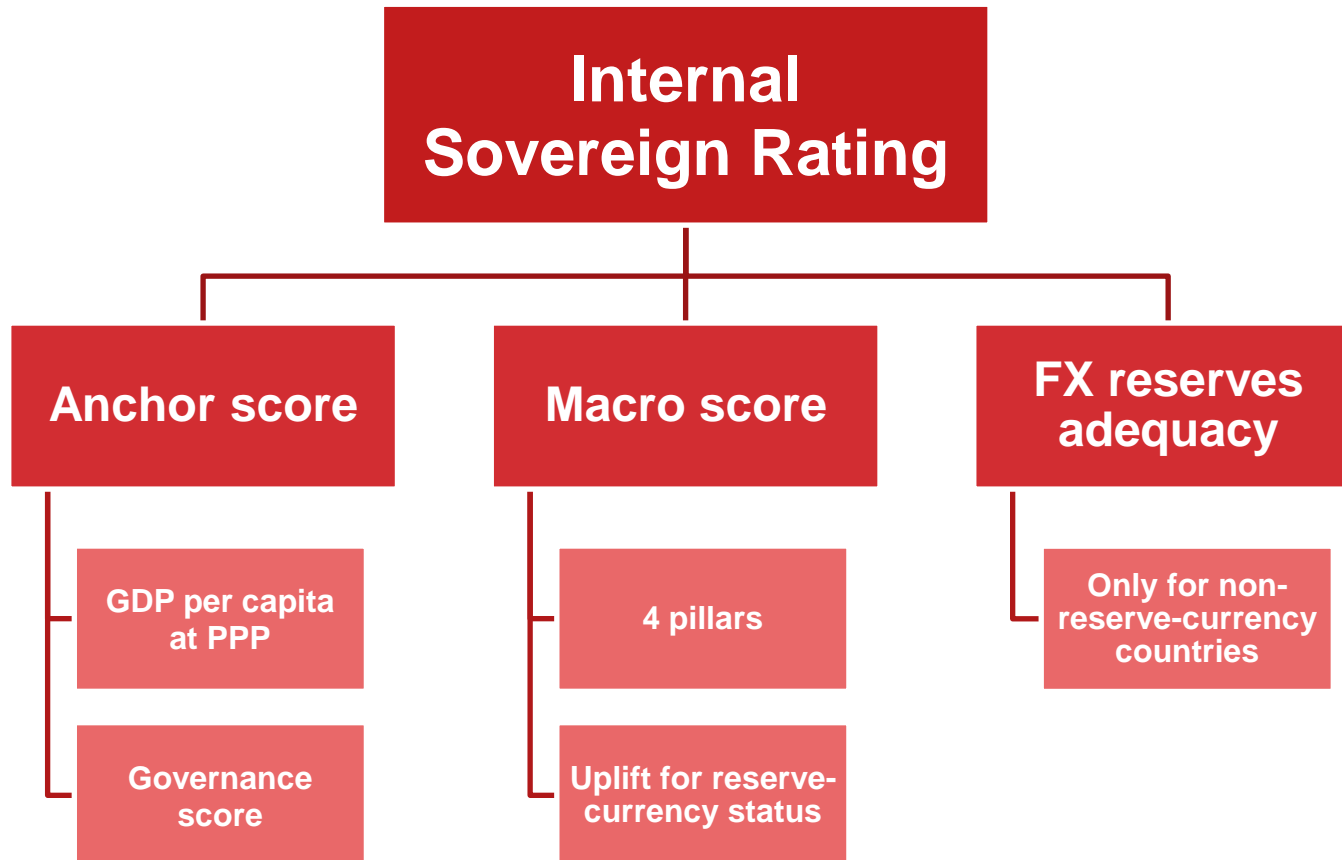 Internal
Sovereign Rating
Anchor score
Macro score
FX reserves
adequacy
GDP per capita
at PPP
4 pillars
Only for non-
reserve-currency
countries
Governance
score
Uplift for reserve-
currency status